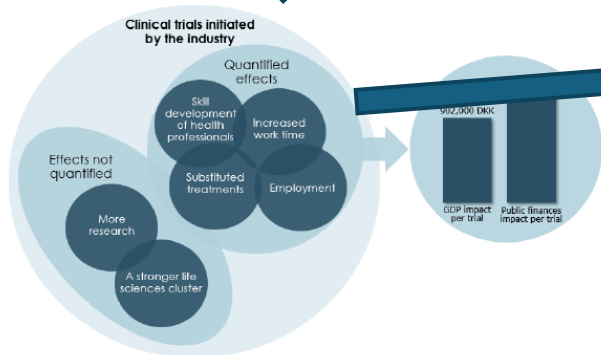 Clinical trials initiated
by the industry
Quantified
effects
Skill
development
of health
professionals
Increased
work time
Substituted
treatments
Employment
Effects not
quantified
More
research
A stronger life
sciences cluster
902,000 DKK
GDP impact
per trial
Public finances
impact per trial